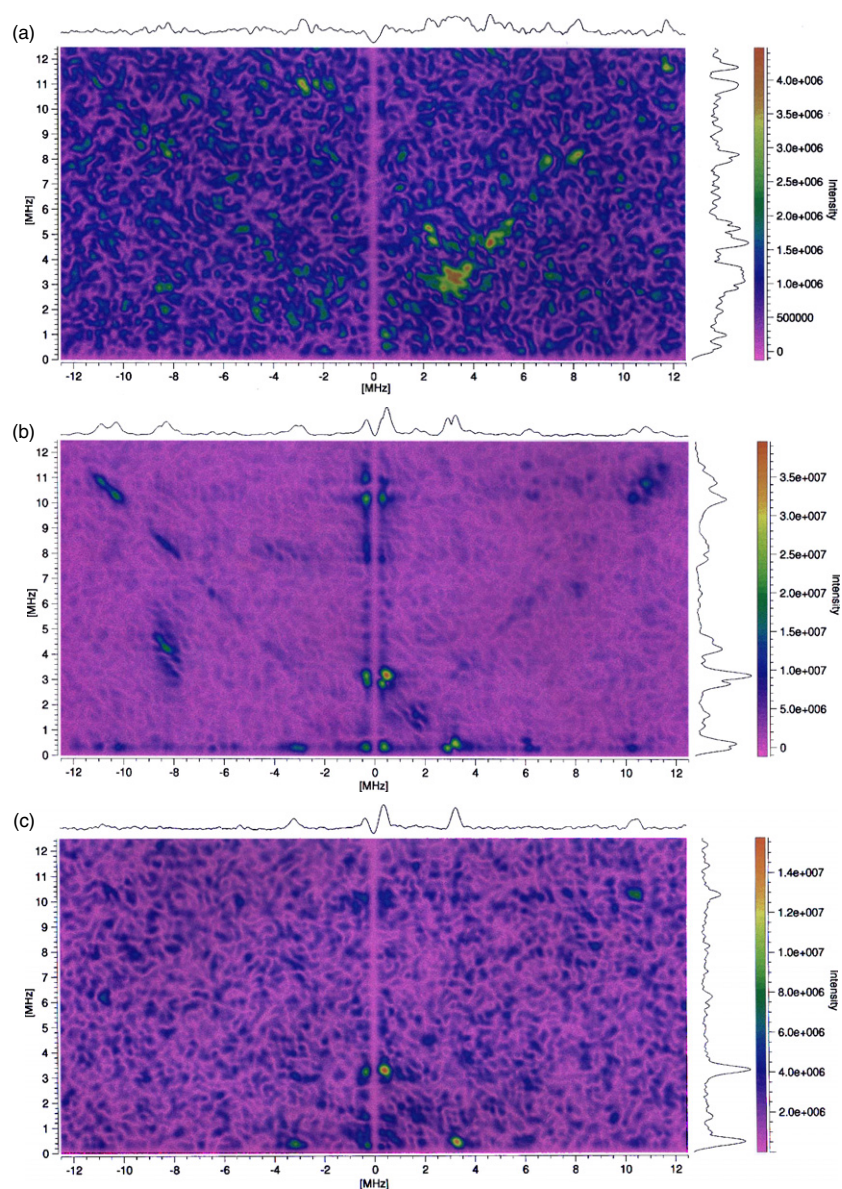 (a)
12
11
10
9
8
7
6
5
4
3
2
1
0
[MHz]
-12 -10 -8 -6 -4 -2 0 2 4 6 8 10 12
[MHz]
4.0e+006
3.5e+006
3.0e+006
2.5e+006
2.0e+006
1.5e+006
1.0e+006
500000
0
Intensity
(b)
12
11
10
9
8
7
6
5
4
3
2
1
0
[MHz]
-12 -10 -8 -6 -4 -2 0 2 4 6 8 10 12
[MHz]
3.5e+007
3.0e+007
2.5e+007
2.0e+007
1.5e+007
1.0e+007
5.0e+006
0
Intensity
(c)
12
11
10
9
8
7
6
5
4
3
2
1
0
[MHz]
-12 -10 -8 -6 -4 -2 0 2 4 6 8 10 12
[MHz]
1.4e+007
1.2e+007
1.0e+007
8.0e+006
6.0e+006
4.0e+006
2.0e+006
Intensity